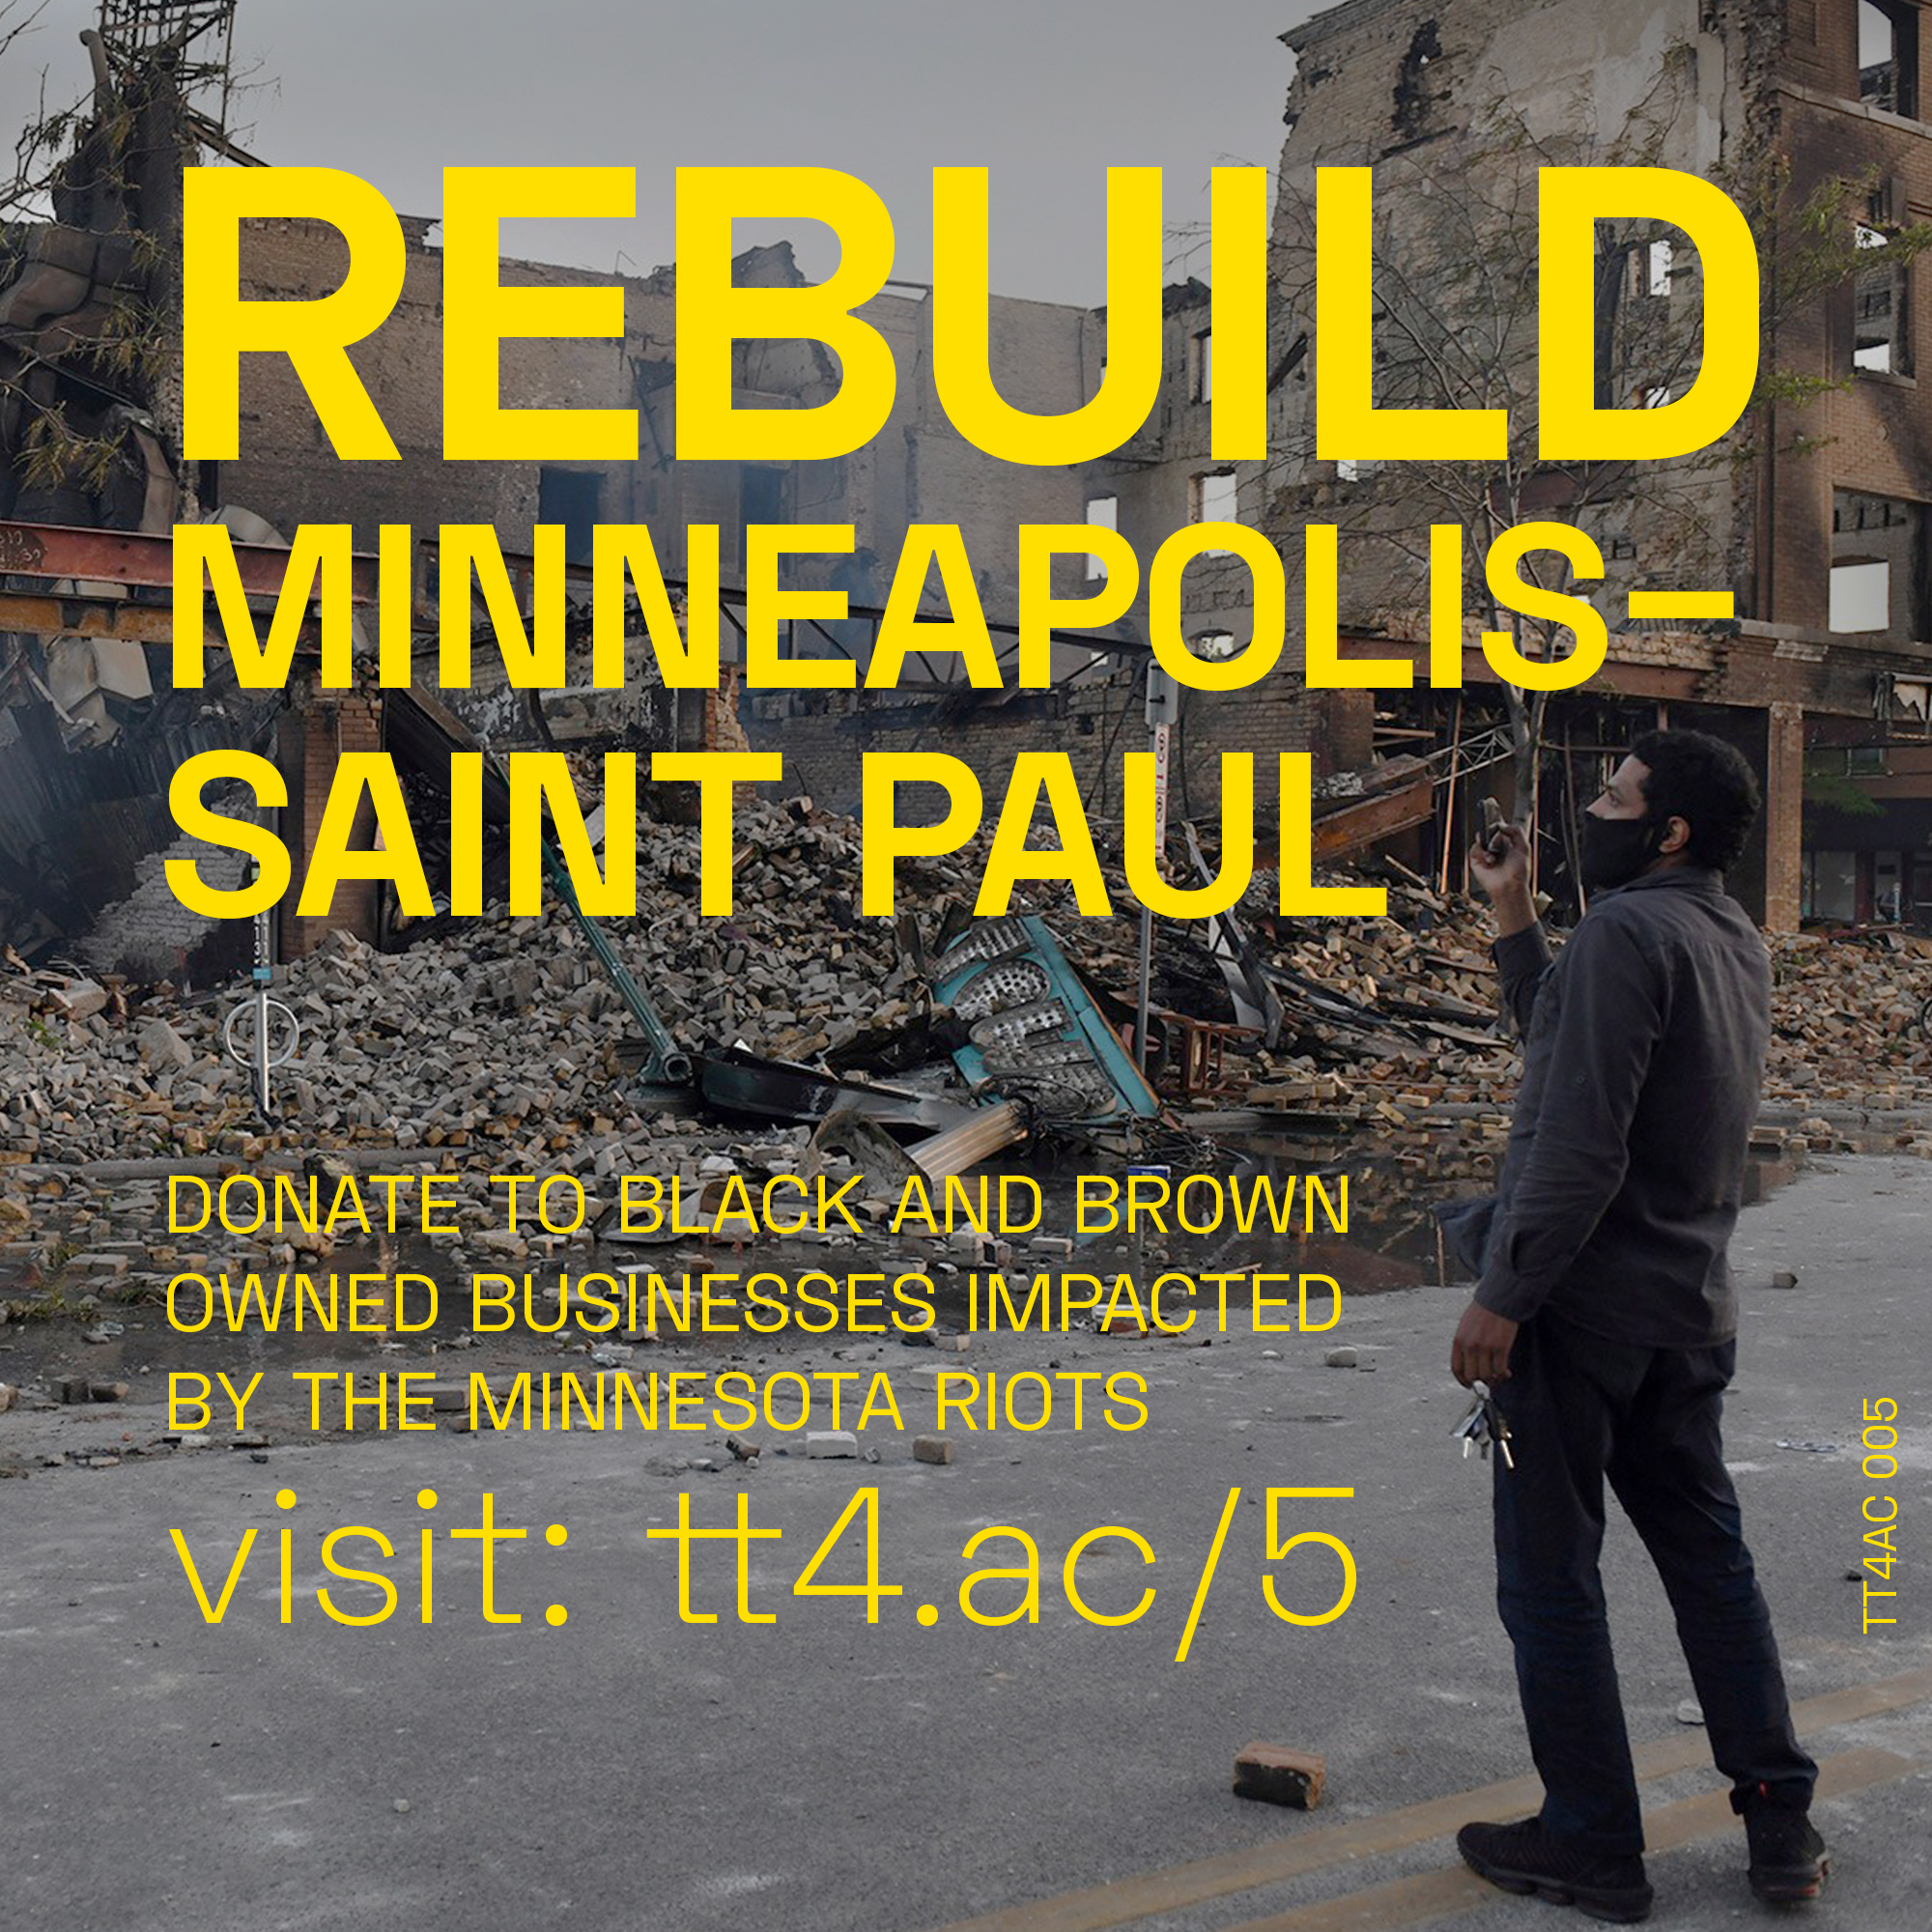 REBUILD
MINNEAPOLIS–
SAINT PAUL
DONATE TO BLACK AND BROWN
OWNED BUSINESSES IMPACTED
BY THE MINNESOTA RIOTS
visit: tt4.ac/5
TT4AC 005